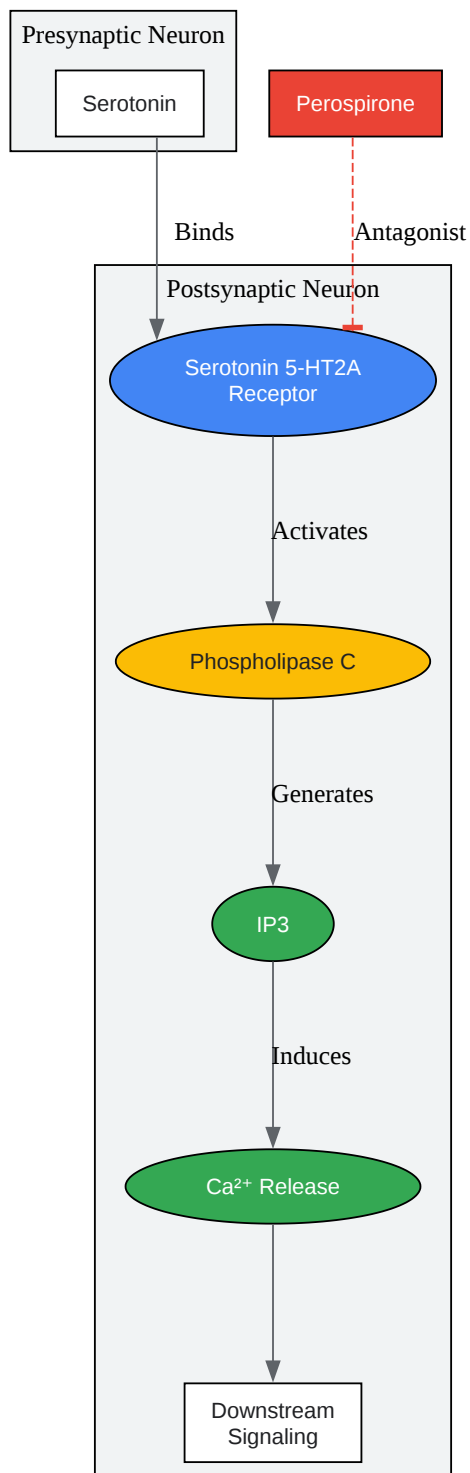 Presynaptic Neuron
Serotonin
Perospirone
Binds
Antagonist
Postsynaptic Neuron
Serotonin 5-HT2A
Receptor
Activates
Phospholipase C
Generates
IP3
Induces
Ca²⁺ Release
Downstream
Signaling